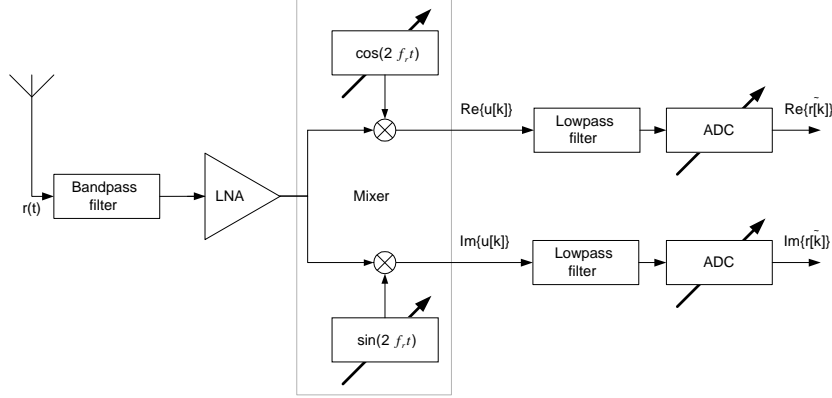 cos(2 f_r t)
Re{u[k]}
Lowpass
filter
ADC
Re{r̃[k]}
r(t)
Bandpass
filter
LNA
Mixer
Im{u[k]}
Lowpass
filter
ADC
Im{r̃[k]}
sin(2 f_r t)